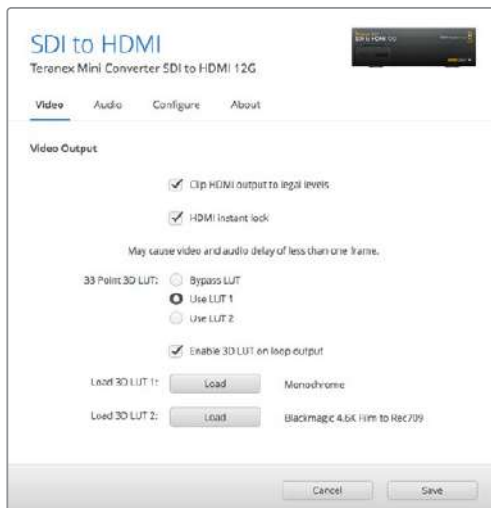 SDI to HDMI
Teranex Mini Converter SDI to HDMI 12G
Video Audio Configure About
Video Output
Clip HDMI output to legal levels
HDMI instant lock
May cause video and audio delay of less than one frame.
33 Point 3D LUT: Bypass LUT
Use LUT 1
Use LUT 2
Enable 3D LUT on loop output
Load 3D LUT 1: Load Monochrome
Load 3D LUT 2: Load Blackmagic 4.6K Film to Rec709
Cancel Save